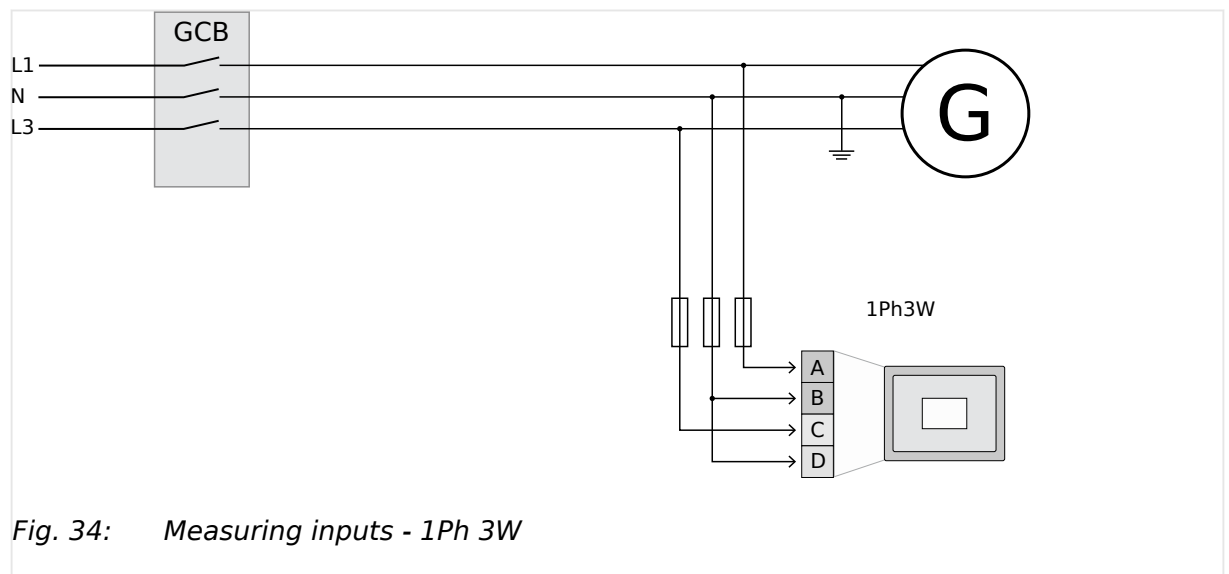 GCB
L1
N
L3
G
1Ph3W
A
B
C
D
Fig. 34: Measuring inputs - 1Ph 3W